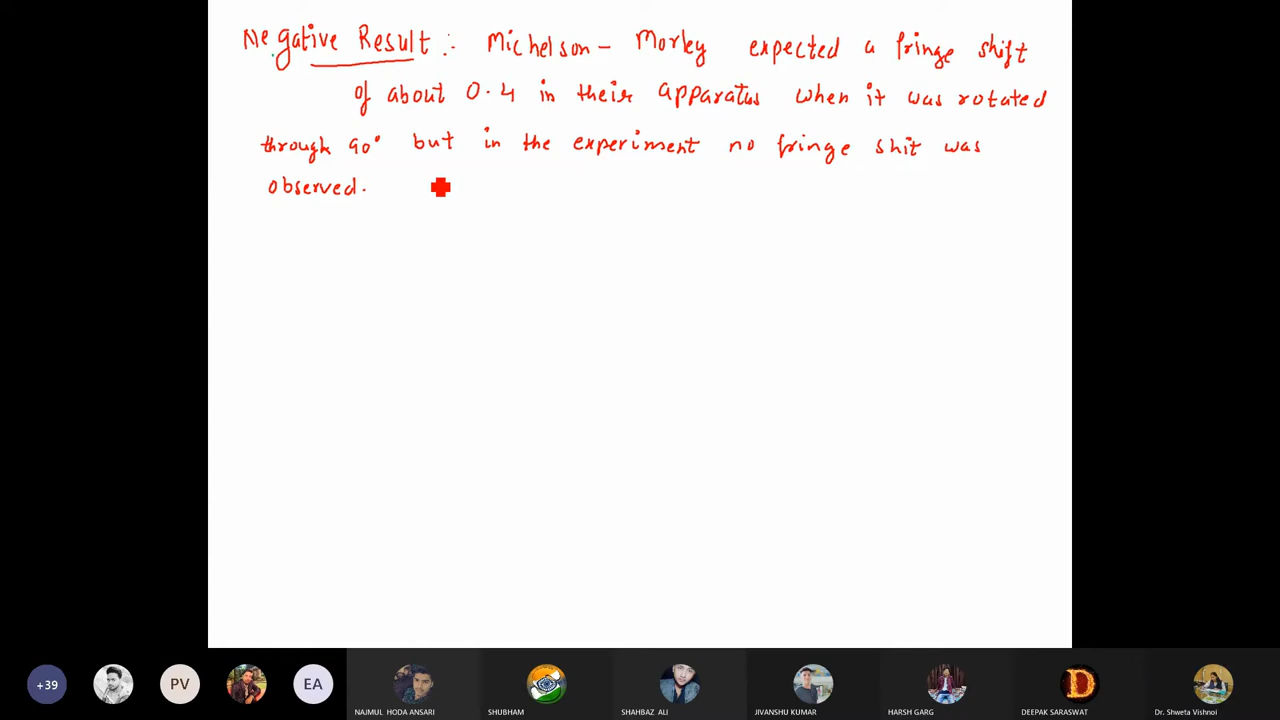 Negative Result :- Michelson - Morley expected a fringe shift
of about 0.4 in their apparatus when it was rotated
through 90° but in the experiment no fringe shit was
observed.
+39
PV
EA
NAJMUL HODA ANSARI
SHUBHAM
SHAHBAZ ALI
JIVANSHU KUMAR
HARSH GARG
D
DEEPAK SARASWAT
Dr. Shweta Vishnoi